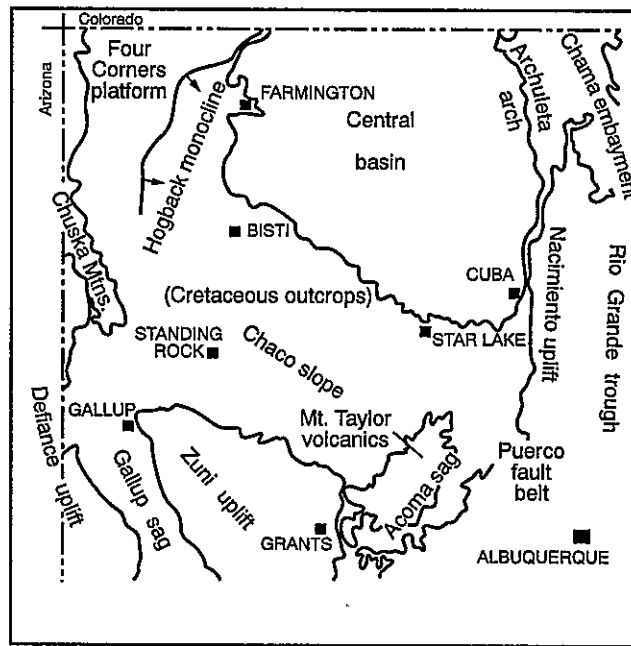 Colorado
Arizona
Four
Corners
platform
Hogback monocline
FARMINGTON
Central
basin
Archuleta
arch
Chama embayment
Chuska Mtns.
BISTI
Nacimiento uplift
Rio Grande trough
CUBA
(Cretaceous outcrops)
STANDING
ROCK
Chaco slope
STAR LAKE
Defiance
uplift
GALLUP
Gallup sag
Zuni uplift
Mt. Taylor
volcanics
Acoma sag
GRANTS
Puerco
fault
belt
ALBUQUERQUE